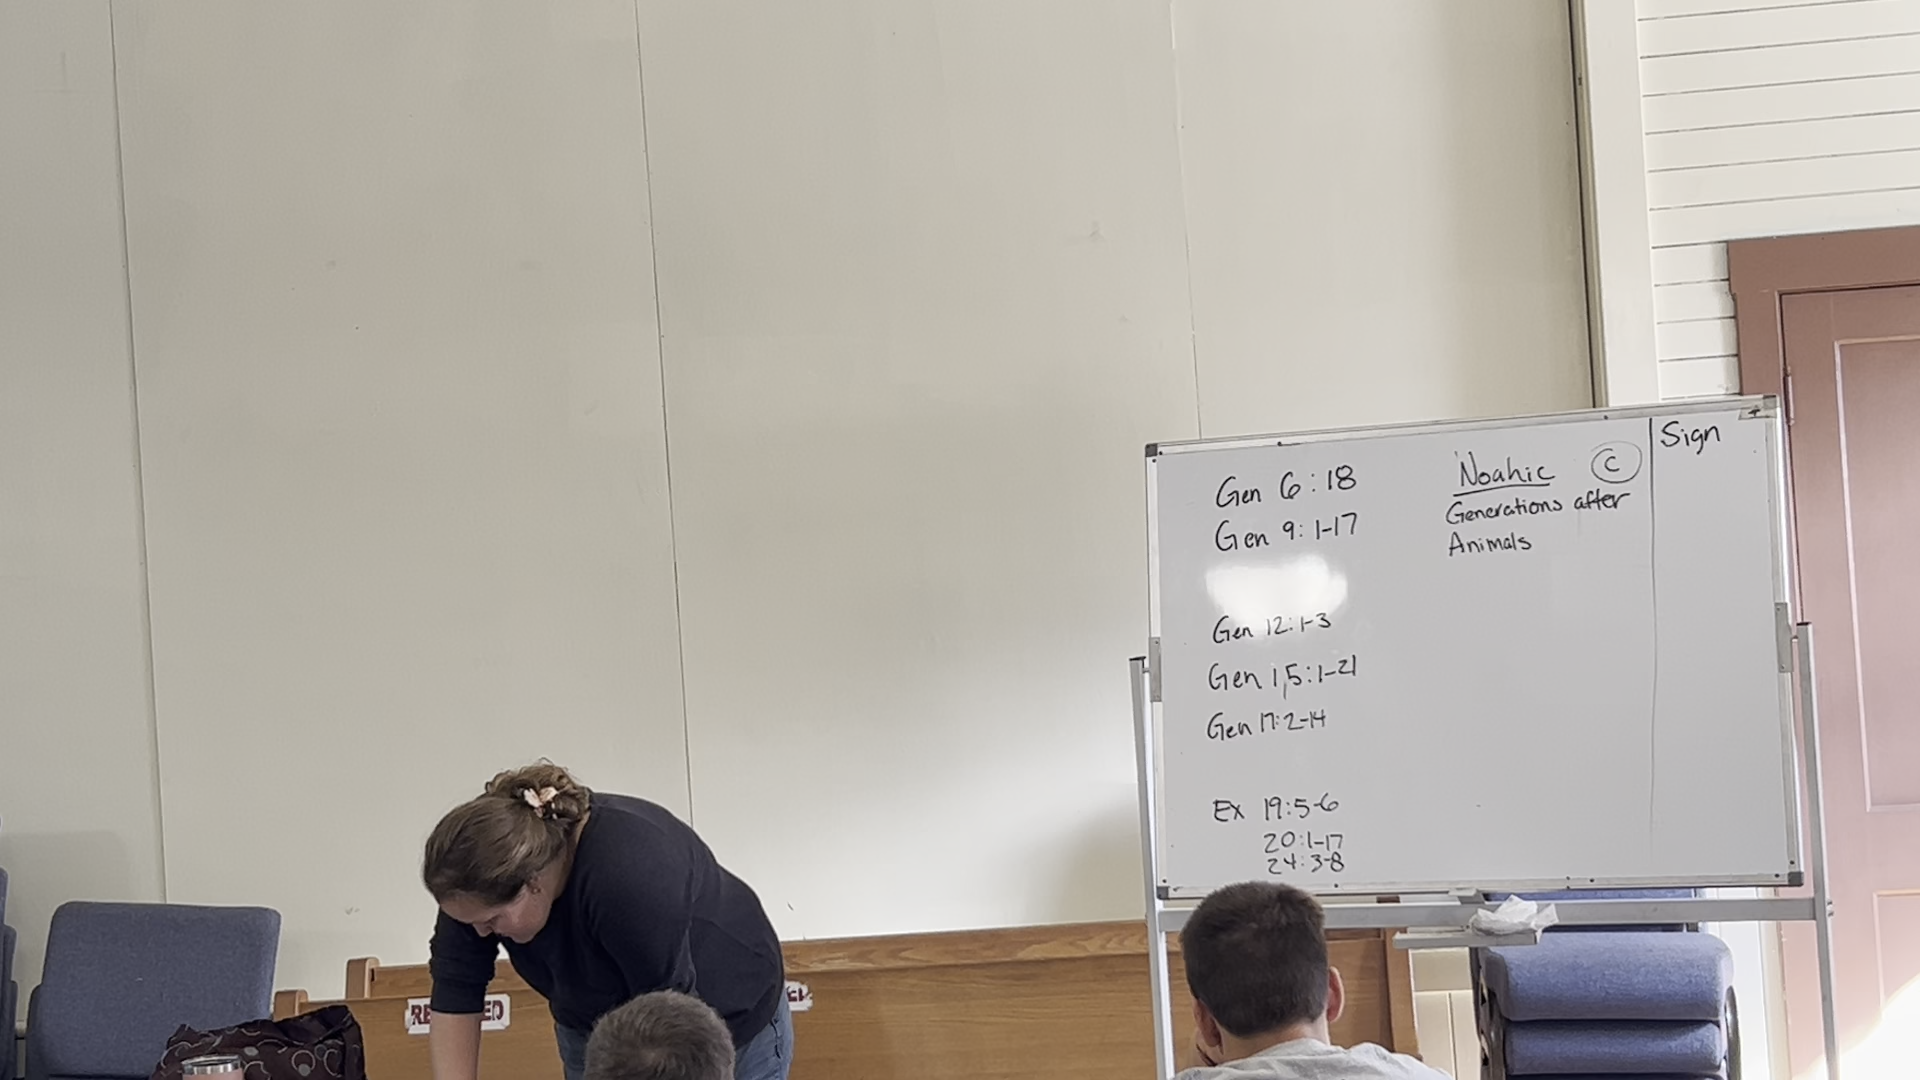 Sign
Gen 6:18
Noahic C
Gen 9:1-17
Generations after
Animals
Gen 12:1-3
Gen 15:1-21
Gen 17:2-14
Ex 19:5-6
20:1-17
24:3-8